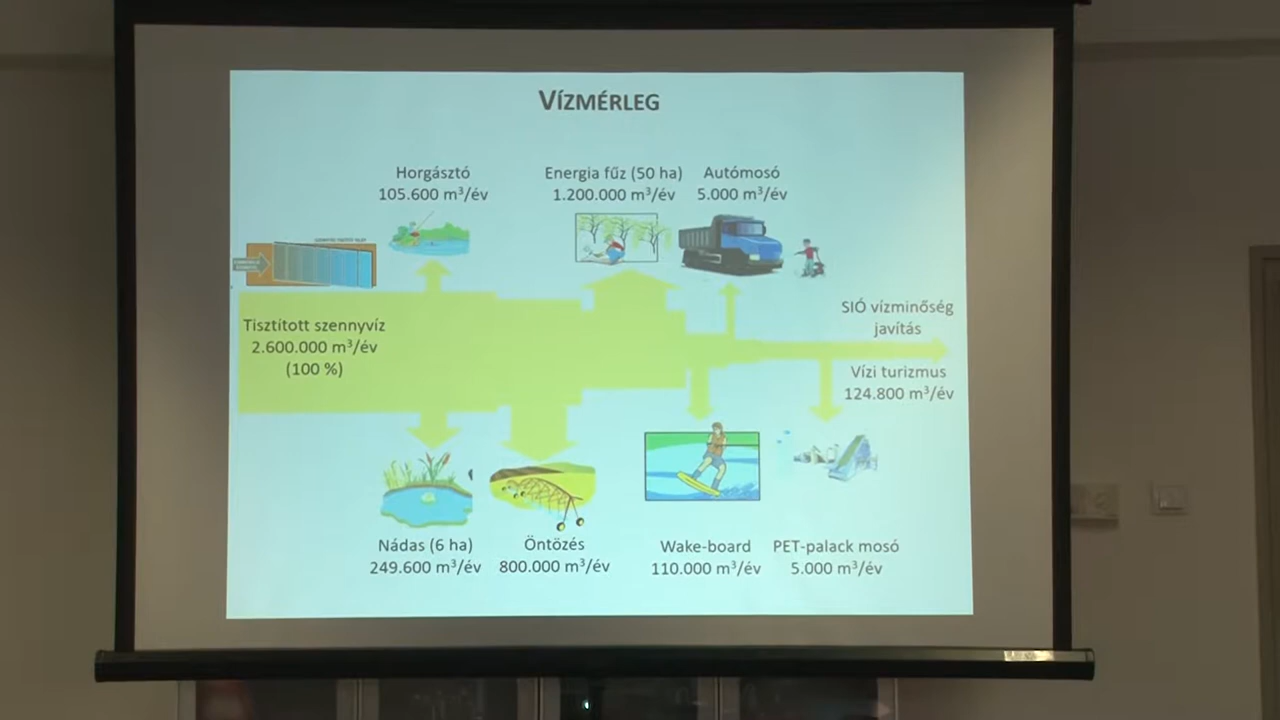 VÍZMÉRLEG
Horgásztó
105.600 m³/év
Energia fűz (50 ha)
1.200.000 m³/év
Autómosó
5.000 m³/év
Tisztított szennyvíz
2.600.000 m³/év
(100 %)
SIÓ vízminőség
javítás
Vízi turizmus
124.800 m³/év
Nádas (6 ha)
249.600 m³/év
Öntözés
800.000 m³/év
Wake-board
110.000 m³/év
PET-palack mosó
5.000 m³/év